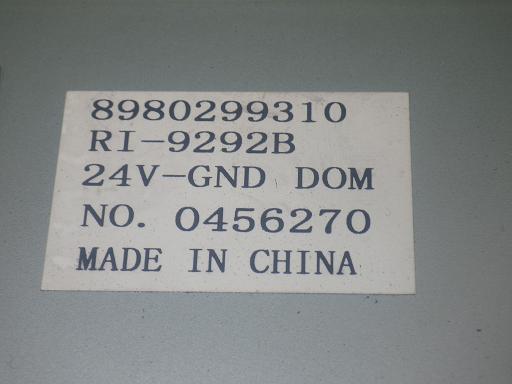 8980299310
RI-9292B
24V-GND DOM
NO. 0456270
MADE IN CHINA